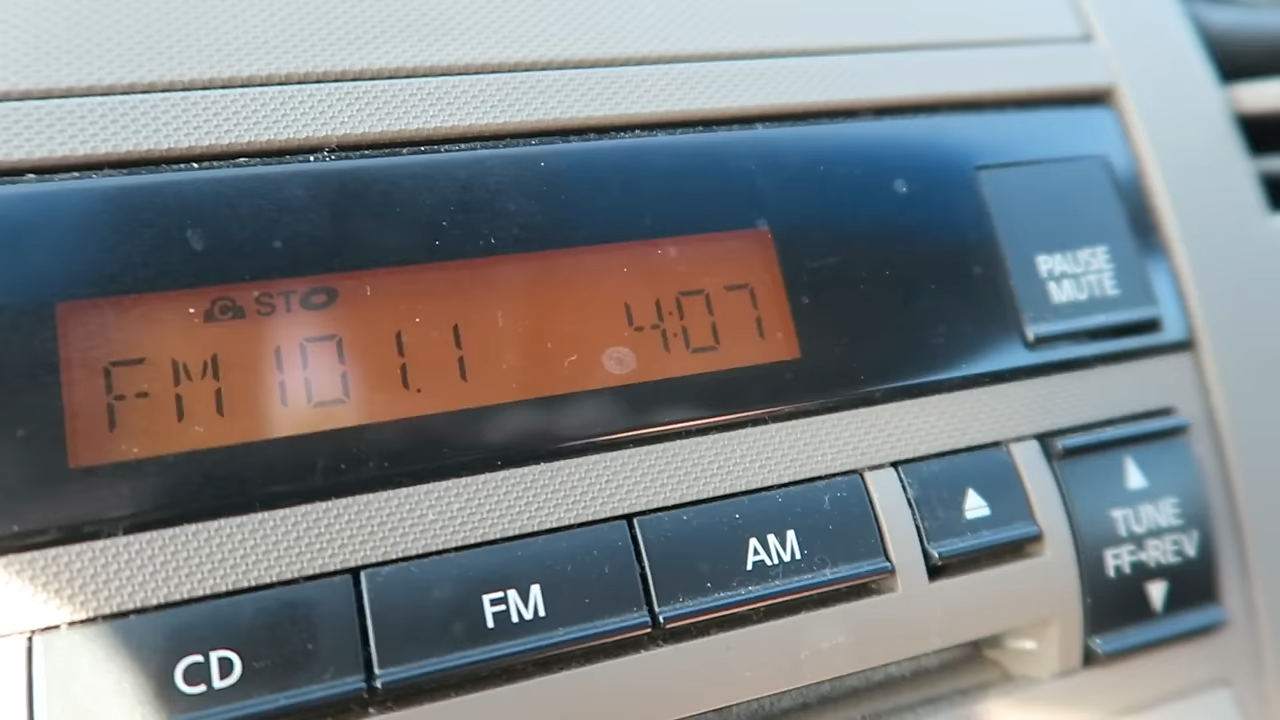 C ST
FM 101.1 4:07
PAUSE
MUTE
CD
FM
AM
TUNE
FF•REV